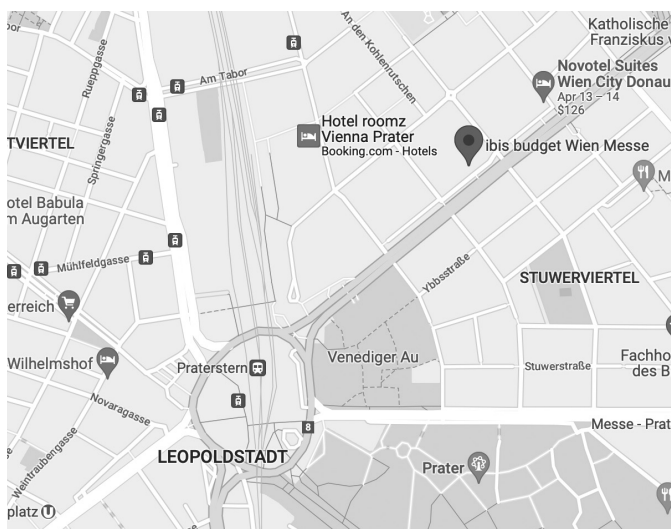 Katholische
Franziskus v
bor
Rueppgasse
Am Tabor
An den Kohlenrutschen
Novotel Suites
Wien City Donau
Apr 13 – 14
$126
Hotel roomz
Vienna Prater
Booking.com - Hotels
ibis budget Wien Messe
TVIERTEL
Springergasse
M
otel Babula
m Augarten
Mühlfeldgasse
Ybbsstraße
STUWERVIERTEL
erreich
Wilhelmshof
Praterstern
Venediger Au
Stuwerstraße
Fachho
des B
Novaragasse
8
Messe - Prat
Weintraubengasse
LEOPOLDSTADT
Prater
platz U